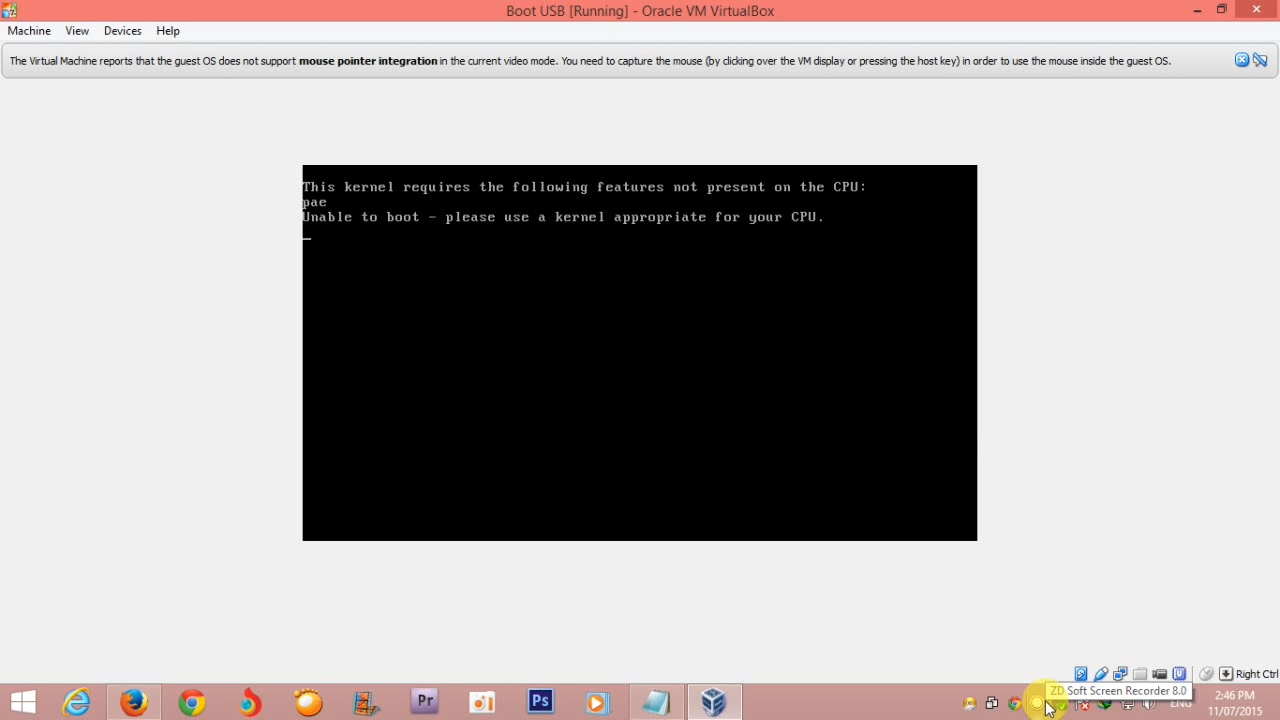 Boot USB [Running] - Oracle VM VirtualBox
Machine View Devices Help
The Virtual Machine reports that the guest OS does not support mouse pointer integration in the current video mode. You need to capture the mouse (by clicking over the VM display or pressing the host key) in order to use the mouse inside the guest OS.
This kernel requires the following features not present on the CPU:
pae
Unable to boot - please use a kernel appropriate for your CPU.
Right Ctrl
ZD Soft Screen Recorder 8.0
Pr
Ps
ENG
2:46 PM
11/07/2015